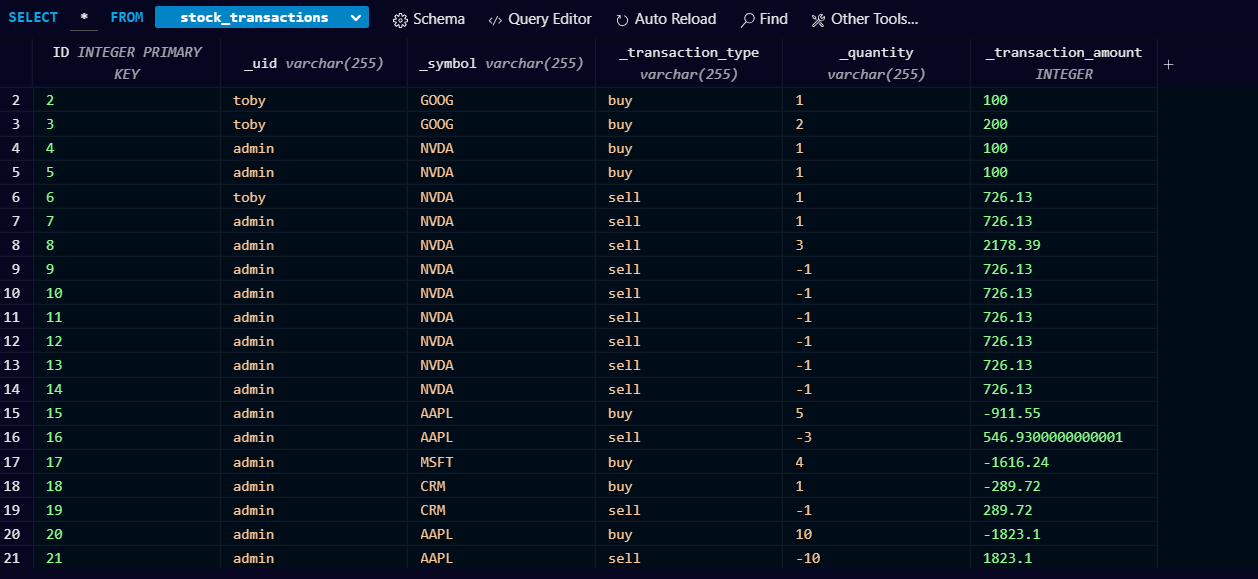 SELECT * FROM stock_transactions Schema Query Editor Auto Reload Find Other Tools...
ID INTEGER PRIMARY KEY _uid varchar(255) _symbol varchar(255) _transaction_type varchar(255) _quantity varchar(255) _transaction_amount INTEGER +
2 2 toby GOOG buy 1 100
3 3 toby GOOG buy 2 200
4 4 admin NVDA buy 1 100
5 5 admin NVDA buy 1 100
6 6 toby NVDA sell 1 726.13
7 7 admin NVDA sell 1 726.13
8 8 admin NVDA sell 3 2178.39
9 9 admin NVDA sell -1 726.13
10 10 admin NVDA sell -1 726.13
11 11 admin NVDA sell -1 726.13
12 12 admin NVDA sell -1 726.13
13 13 admin NVDA sell -1 726.13
14 14 admin NVDA sell -1 726.13
15 15 admin AAPL buy 5 -911.55
16 16 admin AAPL sell -3 546.9300000000001
17 17 admin MSFT buy 4 -1616.24
18 18 admin CRM buy 1 -289.72
19 19 admin CRM sell -1 289.72
20 20 admin AAPL buy 10 -1823.1
21 21 admin AAPL sell -10 1823.1